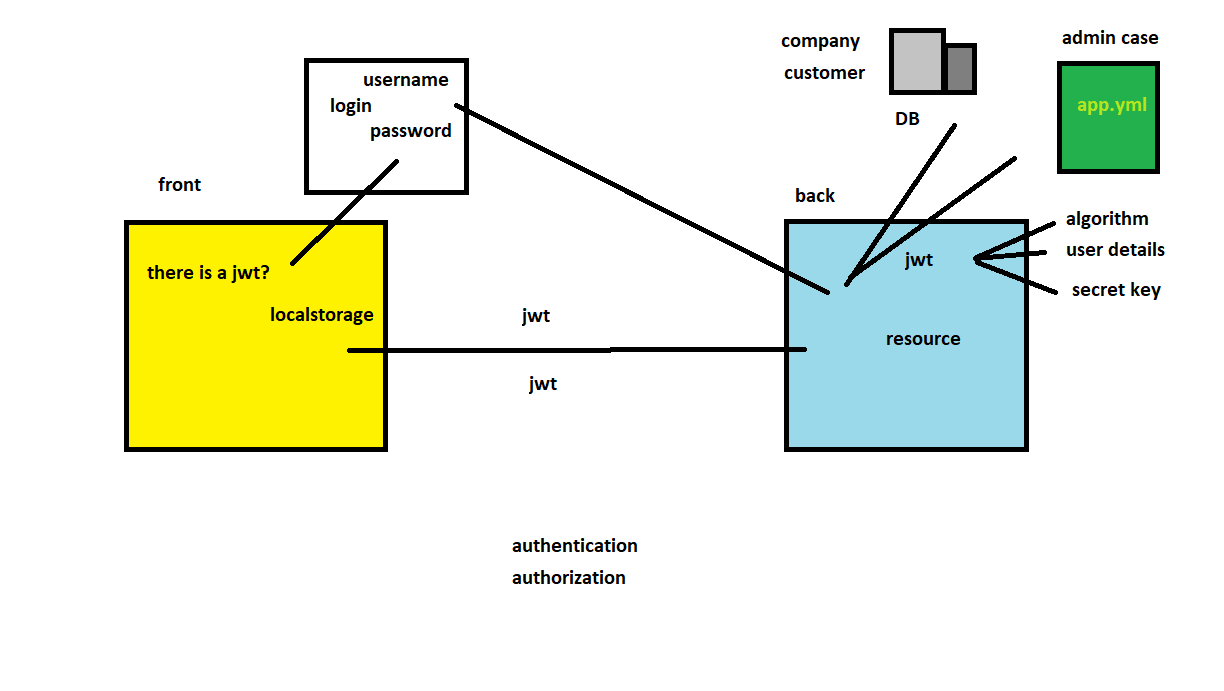 company
customer
DB
admin case
app.yml
username
login
password
front
there is a jwt?
localstorage
jwt
jwt
back
jwt
resource
algorithm
user details
secret key
authentication
authorization